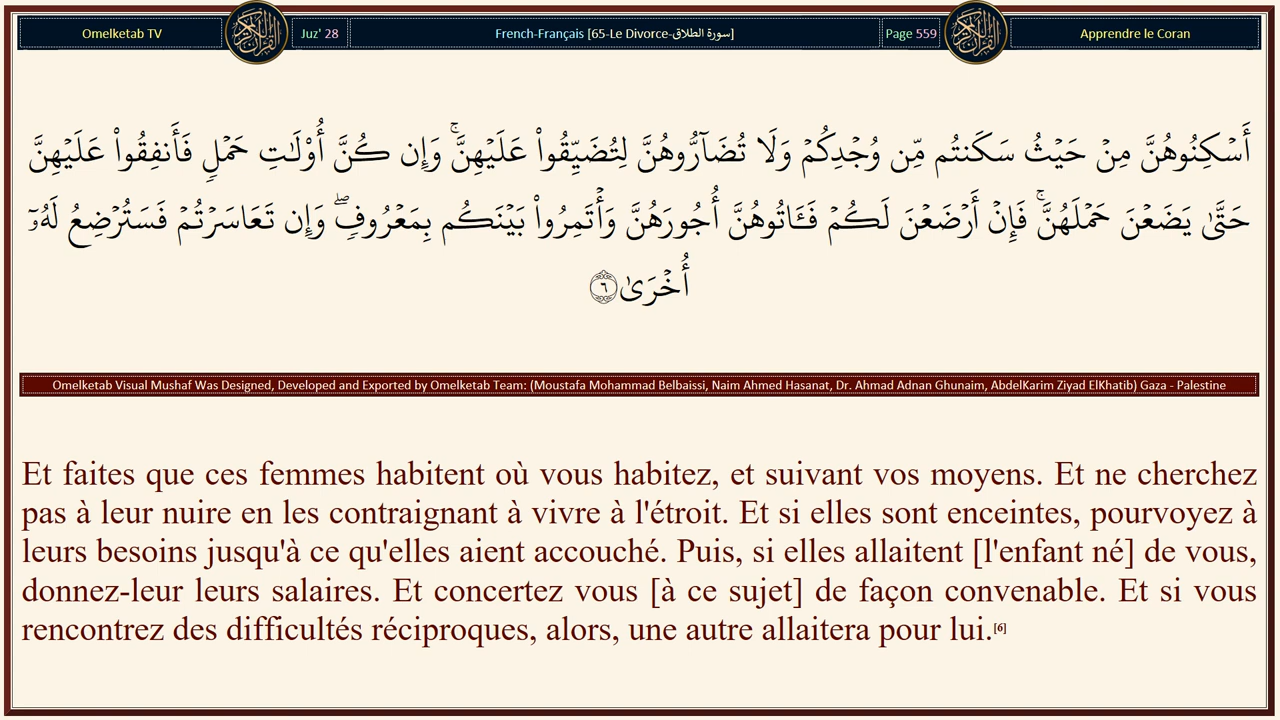 Omelketab TV
Juz' 28
French-Français [65-Le Divorce-سورة الطلاق]
Page 559
Apprendre le Coran
أَسۡكِنُوهُنَّ مِنۡ حَيۡثُ سَكَنتُم مِّن وُجۡدِكُمۡ وَلَا تُضَآرُّوهُنَّ لِتُضَيِّقُواْ عَلَيۡهِنَّۚ وَإِن كُنَّ أُوْلَٰتِ حَمۡلٖ فَأَنفِقُواْ عَلَيۡهِنَّ
حَتَّىٰ يَضَعۡنَ حَمۡلَهُنَّۚ فَإِنۡ أَرۡضَعۡنَ لَكُمۡ فَـَٔاتُوهُنَّ أُجُورَهُنَّ وَأۡتَمِرُواْ بَيۡنَكُم بِمَعۡرُوفٖۖ وَإِن تَعَاسَرۡتُمۡ فَسَتُرۡضِعُ لَهُۥٓ
أُخۡرَىٰ ٦
Omelketab Visual Mushaf Was Designed, Developed and Exported by Omelketab Team: (Moustafa Mohammad Belbaissi, Naim Ahmed Hasanat, Dr. Ahmad Adnan Ghunaim, AbdelKarim Ziyad ElKhatib) Gaza - Palestine
Et faites que ces femmes habitent où vous habitez, et suivant vos moyens. Et ne cherchez
pas à leur nuire en les contraignant à vivre à l'étroit. Et si elles sont enceintes, pourvoyez à
leurs besoins jusqu'à ce qu'elles aient accouché. Puis, si elles allaitent [l'enfant né] de vous,
donnez-leur leurs salaires. Et concertez vous [à ce sujet] de façon convenable. Et si vous
rencontrez des difficultés réciproques, alors, une autre allaitera pour lui.[6]